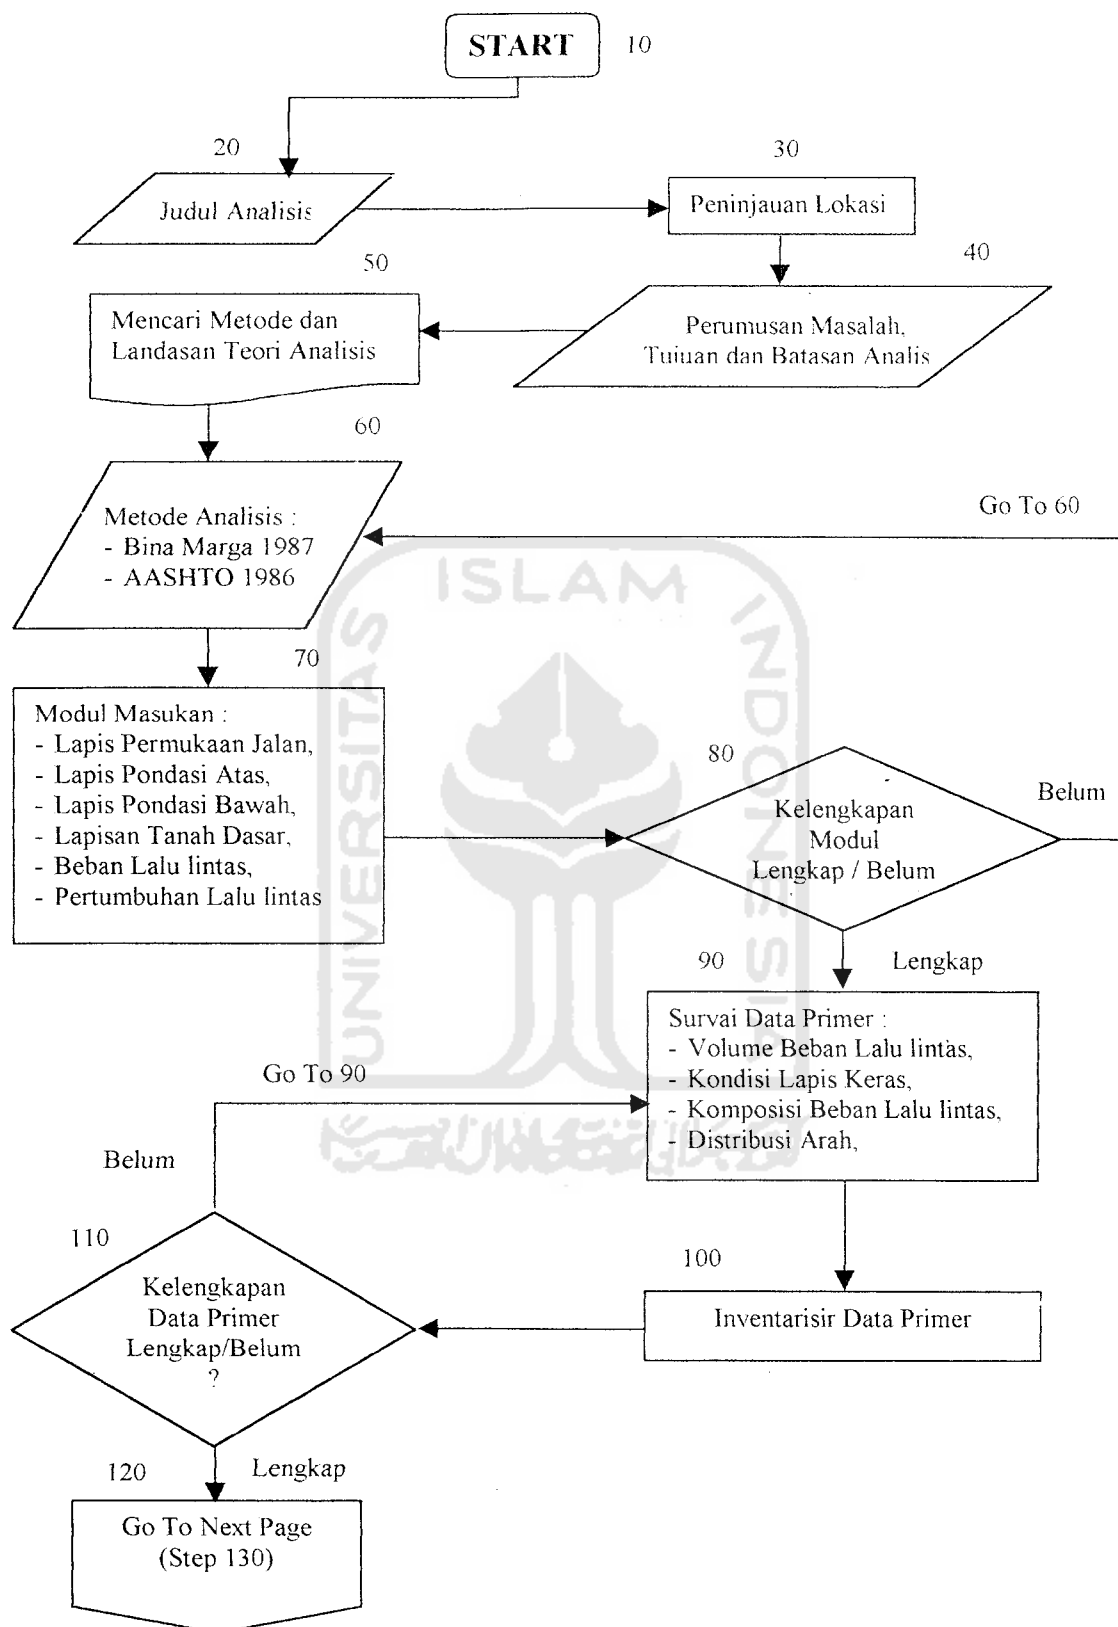 START
10
20
Judul Analisis
30
Peninjauan Lokasi
40
Perumusan Masalah,
Tujuan dan Batasan Analis
50
Mencari Metode dan
Landasan Teori Analisis
60
Metode Analisis :
- Bina Marga 1987
- AASHTO 1986
Go To 60
70
Modul Masukan :
- Lapis Permukaan Jalan,
- Lapis Pondasi Atas,
- Lapis Pondasi Bawah,
- Lapisan Tanah Dasar,
- Beban Lalu lintas,
- Pertumbuhan Lalu lintas
80
Kelengkapan
Modul
Lengkap / Belum
Belum
Lengkap
90
Survai Data Primer :
- Volume Beban Lalu lintas,
- Kondisi Lapis Keras,
- Komposisi Beban Lalu lintas,
- Distribusi Arah,
Go To 90
Belum
100
Inventarisir Data Primer
110
Kelengkapan
Data Primer
Lengkap/Belum
?
Lengkap
120
Go To Next Page
(Step 130)
UNIVERSITAS
ISLAM
INDONESIA